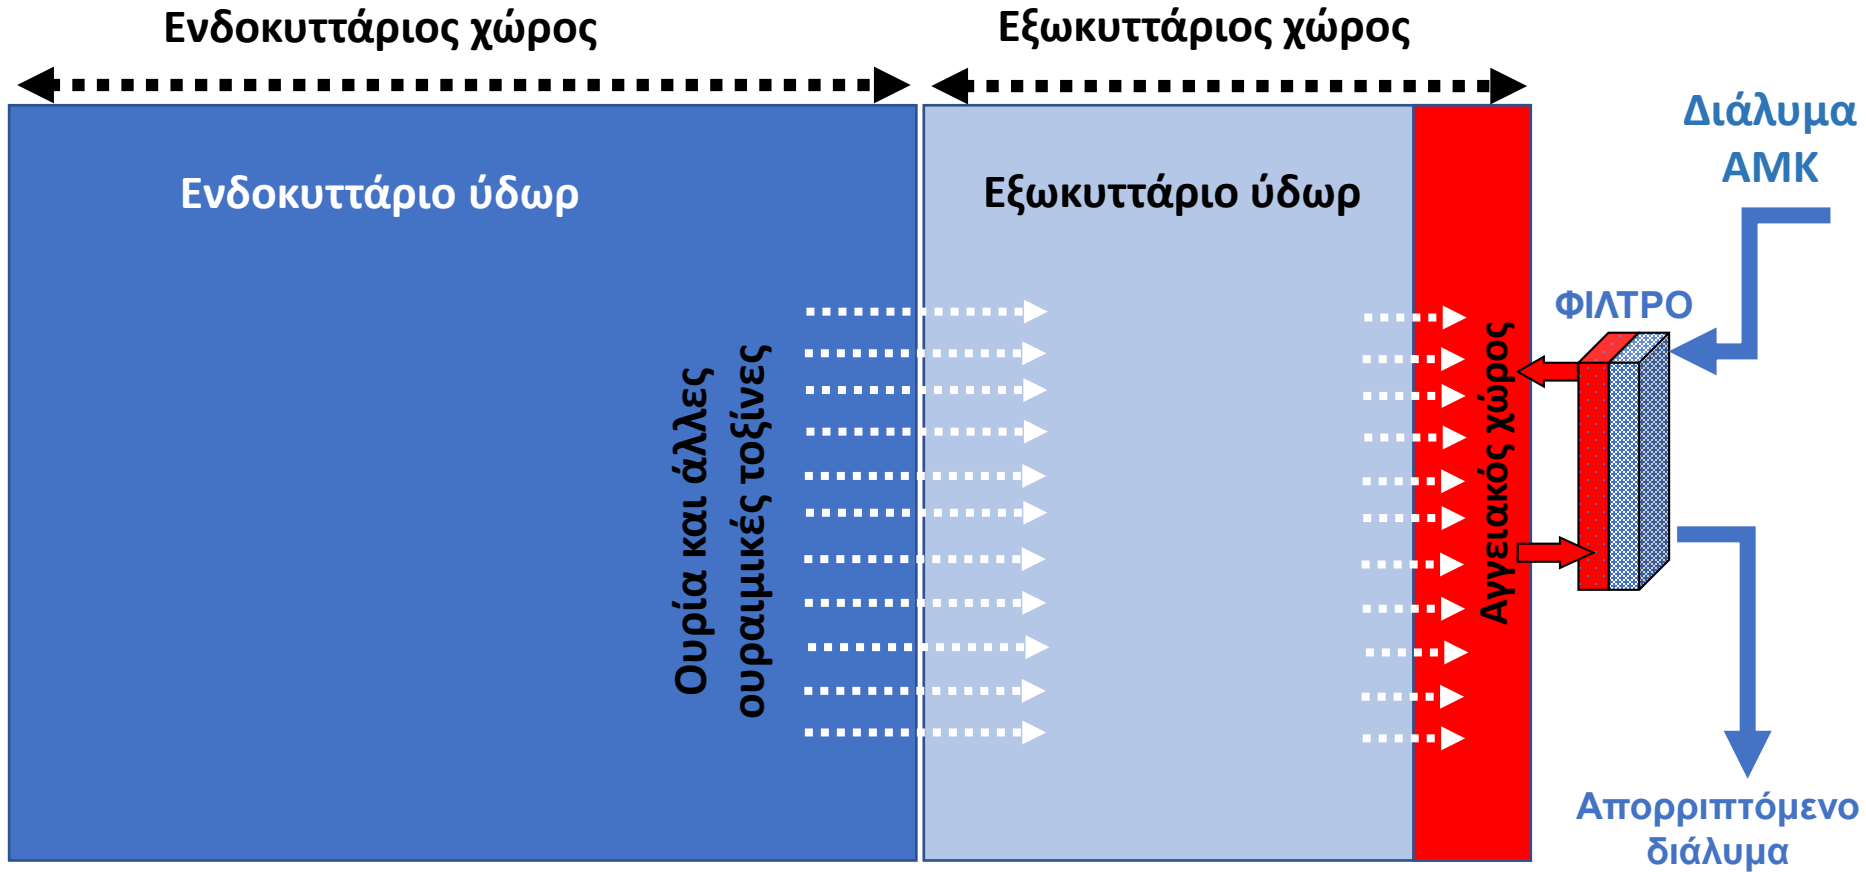 Ενδοκυττάριος χώρος
Εξωκυττάριος χώρος
Διάλυμα
ΑΜΚ
Ενδοκυττάριο ύδωρ
Εξωκυττάριο ύδωρ
ΦΙΛΤΡΟ
Ουρία και άλλες
ουραιμικές τοξίνες
Αγγειακός χώρος
Απορριπτόμενο
διάλυμα